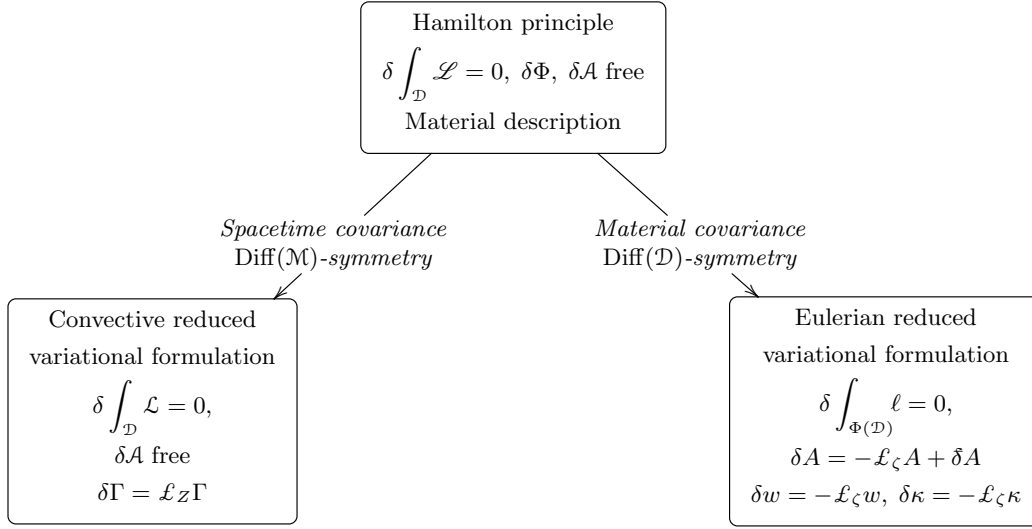 Hamilton principle
δ ∫_𝒟 ℒ = 0, δΦ, δ𝒜 free
Material description
Spacetime covariance
Diff(ℳ)-symmetry
Material covariance
Diff(𝒟)-symmetry
Convective reduced
variational formulation
δ ∫_𝒟 ℒ = 0,
δ𝒜 free
δΓ = £_Z Γ
Eulerian reduced
variational formulation
δ ∫_{Φ(𝒟)} ℓ = 0,
δA = −£_ζ A + δ̄A
δw = −£_ζ w, δκ = −£_ζ κ